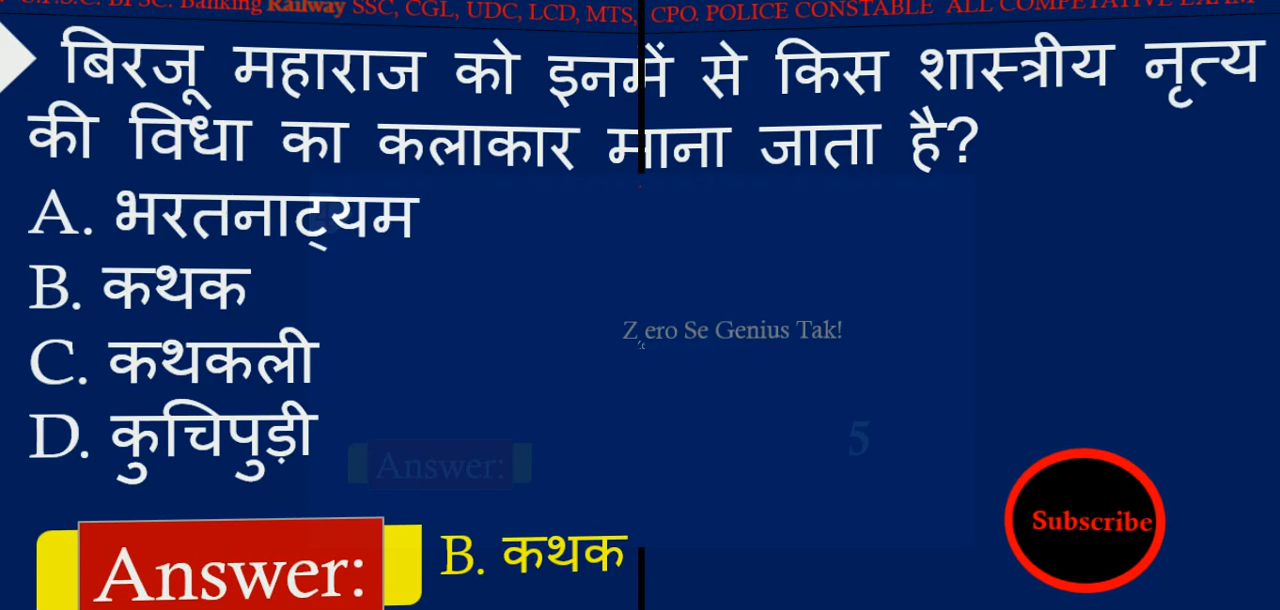 Banking Railway SSC, CGL, UDC, LCD, MTS, CPO. POLICE CONSTABLE ALL COMPETATIVE EXAM
बिरजू महाराज को इनमें से किस शास्त्रीय नृत्य
की विधा का कलाकार माना जाता है?
A. भरतनाट्यम
B. कथक
C. कथकली
Zero Se Genius Tak!
D. कुचिपुड़ी
5
Answer:
Subscribe
Answer: B. कथक